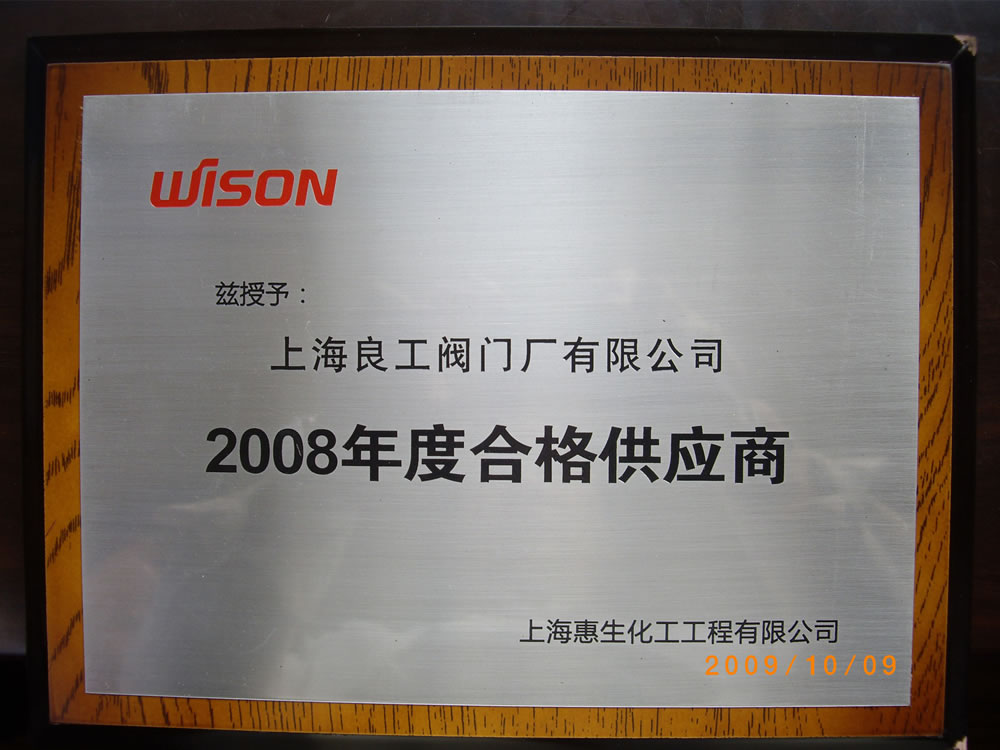 WISON
兹授予：
上海良工阀门厂有限公司
2008年度合格供应商
上海惠生化工工程有限公司
2009/10/09